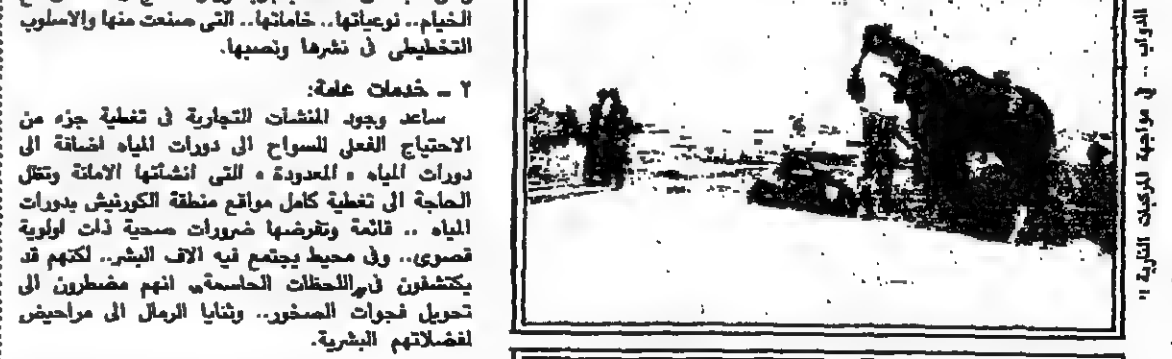 الخيام.. نوعياتها.. خاماتها.. التى صنعت منها والاسلوب
التخطيطى فى نشرها ونصبها.
٢ ــ خدمات عامة:
ساعد وجود المنشآت التجارية فى تغطية جزء من
الاحتياج الفعلى للسواح الى دورات المياه اضافة الى
دورات المياه « المعدودة » التى انشأتها الامانة وتظل
الحاجة الى تغطية كامل مواقع منطقة الكورنيش بدورات
المياه .. قائمة وتفرضها ضرورات صحية ذات اولوية
قصوى.. وفى محيط يجتمع فيه الاف البشر.. لكنهم قد
يكتشفون فى «اللحظات الحاسمة» انهم مضطرون الى
تحويل فجوات الصخور.. وثنايا الرمال الى مراحيض
لفضلاتهم البشرية.
الدواب .. فى مواجهة المركبات النارية !!